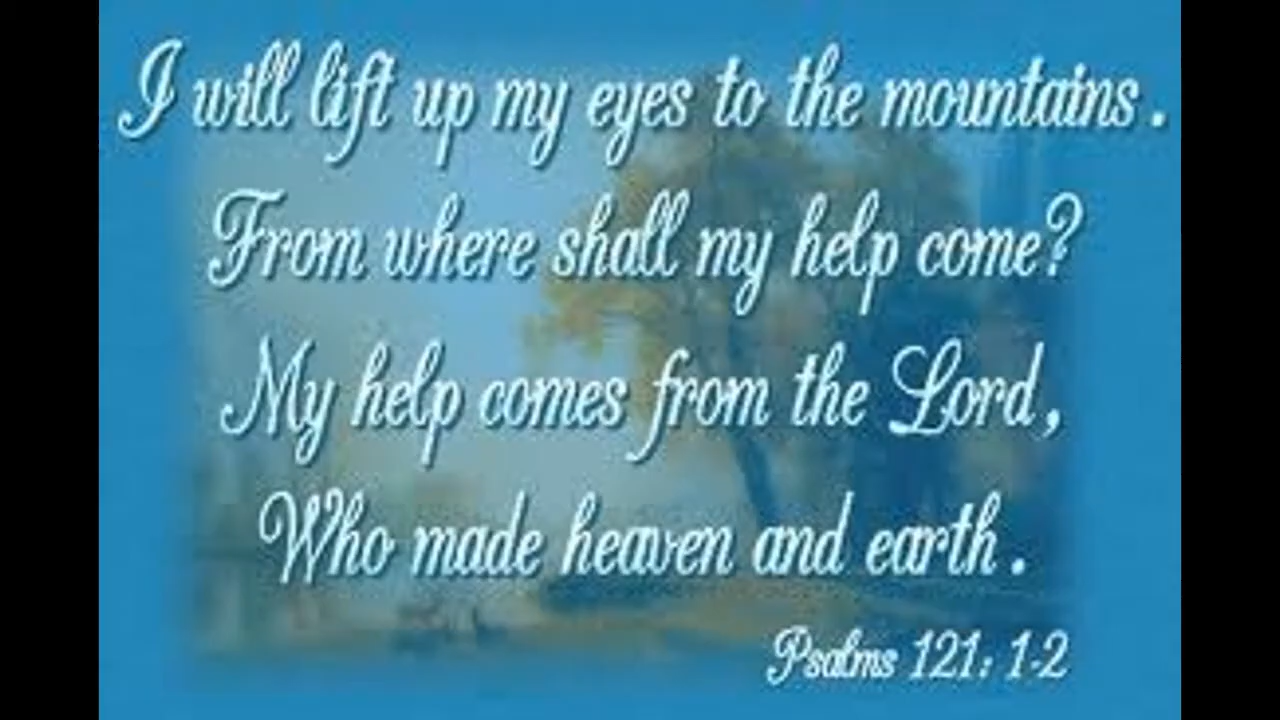 I will lift up my eyes to the mountains.
From where shall my help come?
My help comes from the Lord,
Who made heaven and earth.
Psalms 121: 1-2